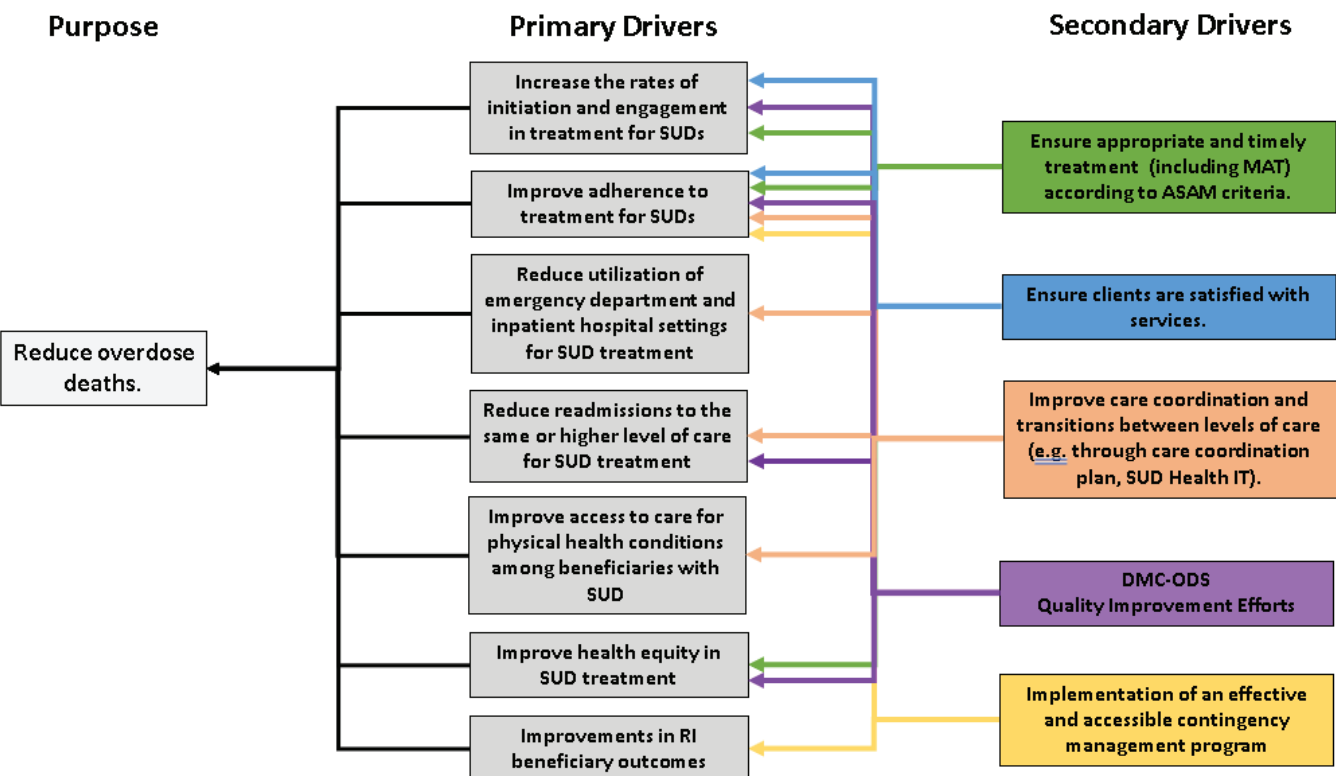 Purpose
Primary Drivers
Secondary Drivers
Reduce overdose
deaths.
Increase the rates of
initiation and engagement
in treatment for SUDs
Improve adherence to
treatment for SUDs
Reduce utilization of
emergency department and
inpatient hospital settings
for SUD treatment
Reduce readmissions to the
same or higher level of care
for SUD treatment
Improve access to care for
physical health conditions
among beneficiaries with
SUD
Improve health equity in
SUD treatment
Improvements in RI
beneficiary outcomes
Ensure appropriate and timely
treatment (including MAT)
according to ASAM criteria.
Ensure clients are satisfied with
services.
Improve care coordination and
transitions between levels of care
(e.g. through care coordination
plan, SUD Health IT).
DMC-ODS
Quality Improvement Efforts
Implementation of an effective
and accessible contingency
management program